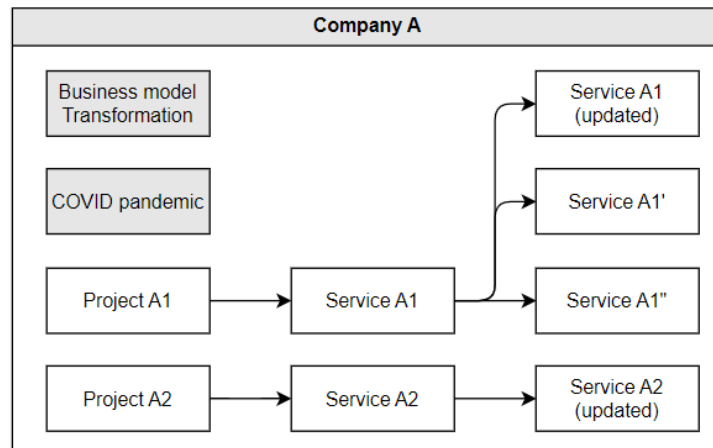 Company A
Business model
Transformation
Service A1
(updated)
COVID pandemic
Service A1'
Project A1
Service A1
Service A1"
Project A2
Service A2
Service A2
(updated)